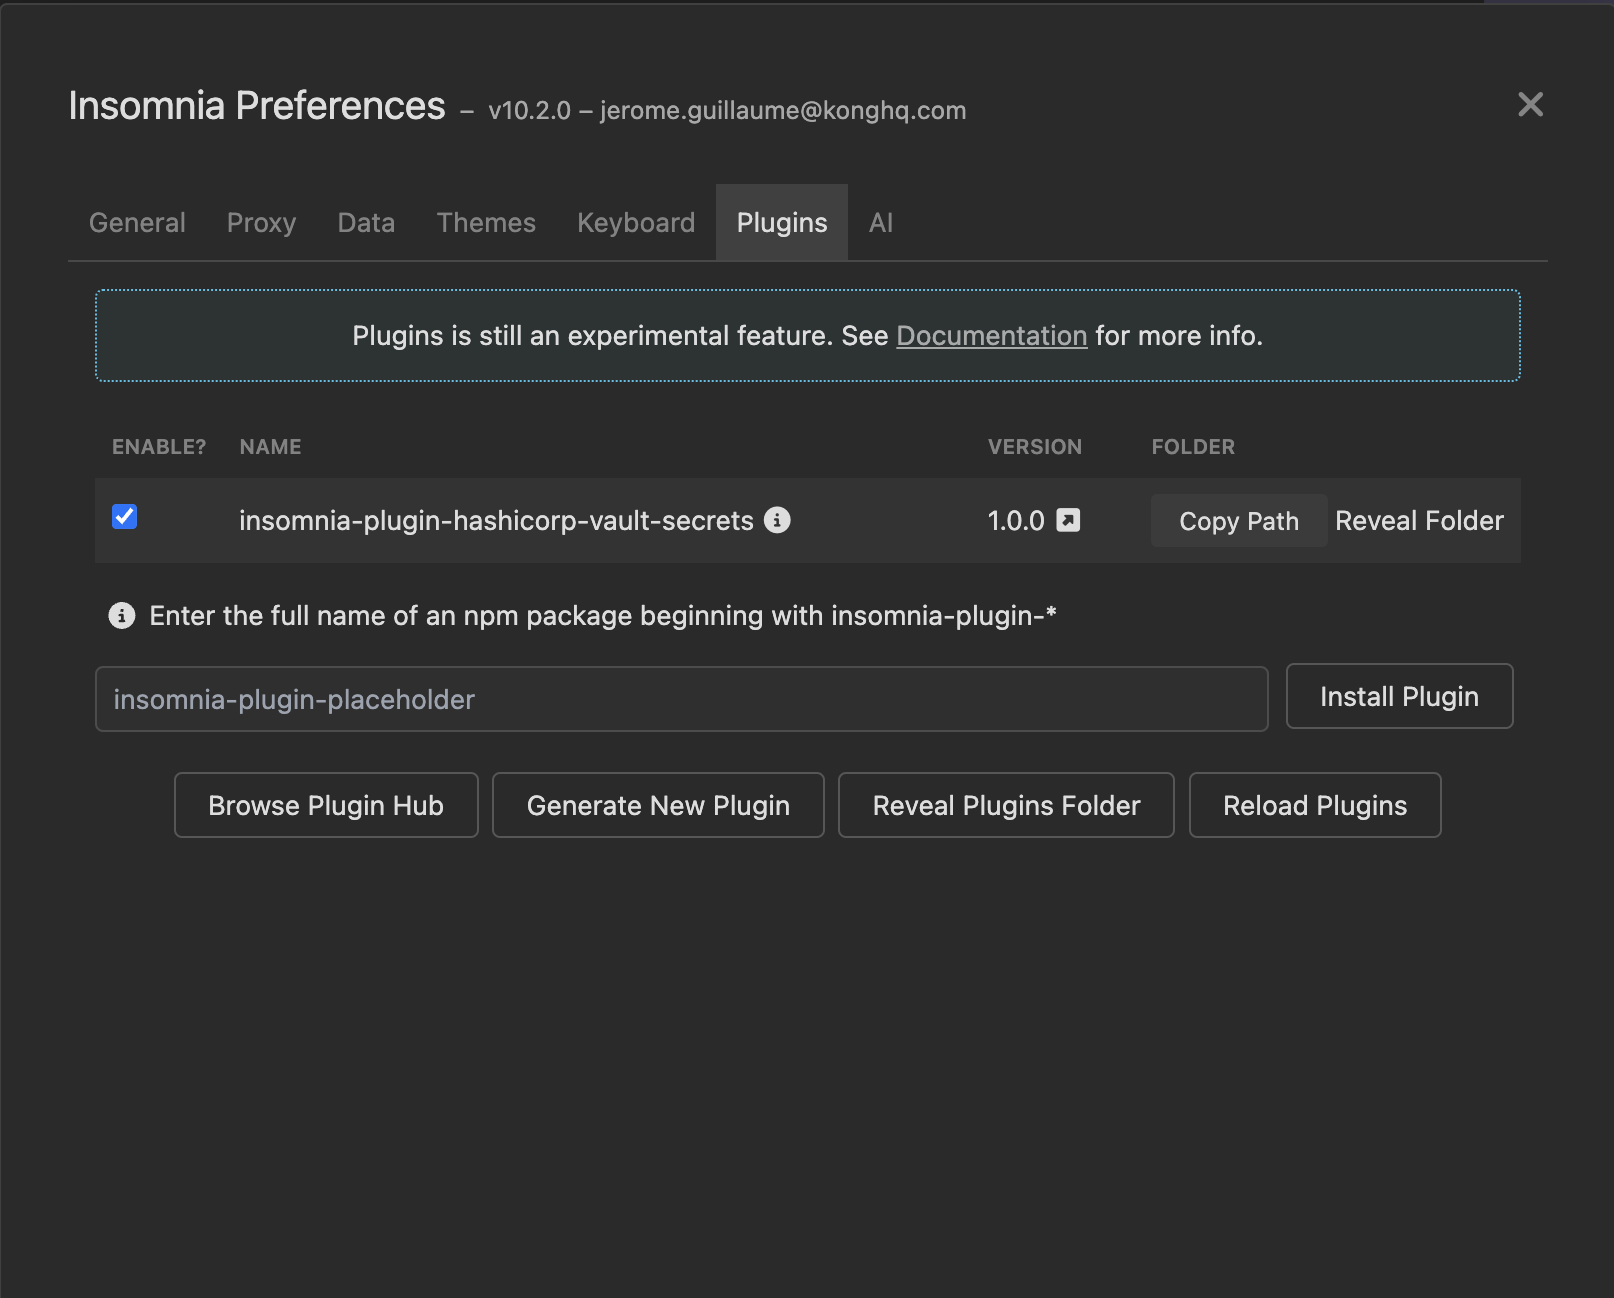 Insomnia Preferences – v10.2.0 – jerome.guillaume@konghq.com
General Proxy Data Themes Keyboard Plugins AI
Plugins is still an experimental feature. See Documentation for more info.
ENABLE? NAME VERSION FOLDER
insomnia-plugin-hashicorp-vault-secrets 1.0.0 Copy Path Reveal Folder
Enter the full name of an npm package beginning with insomnia-plugin-*
insomnia-plugin-placeholder Install Plugin
Browse Plugin Hub Generate New Plugin Reveal Plugins Folder Reload Plugins